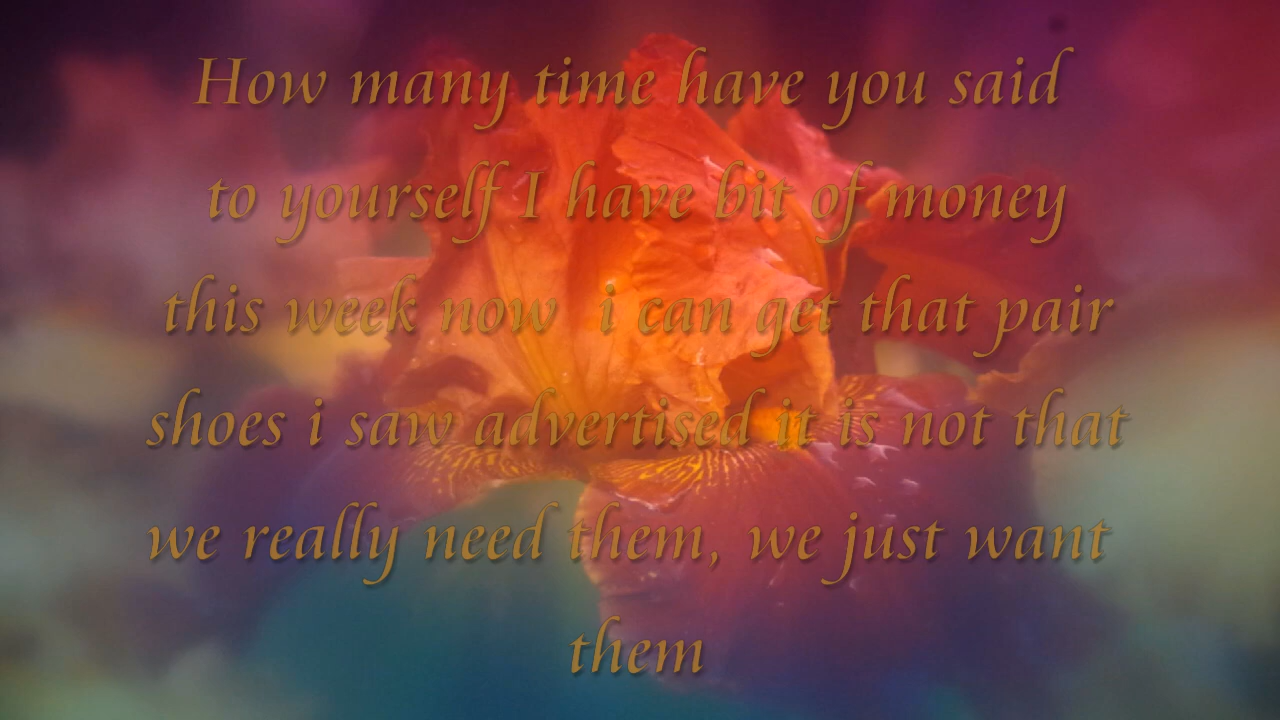 How many time have you said
to yourself I have bit of money
this week now  i can get that pair
shoes i saw advertised it is not that
we really need them, we just want
them